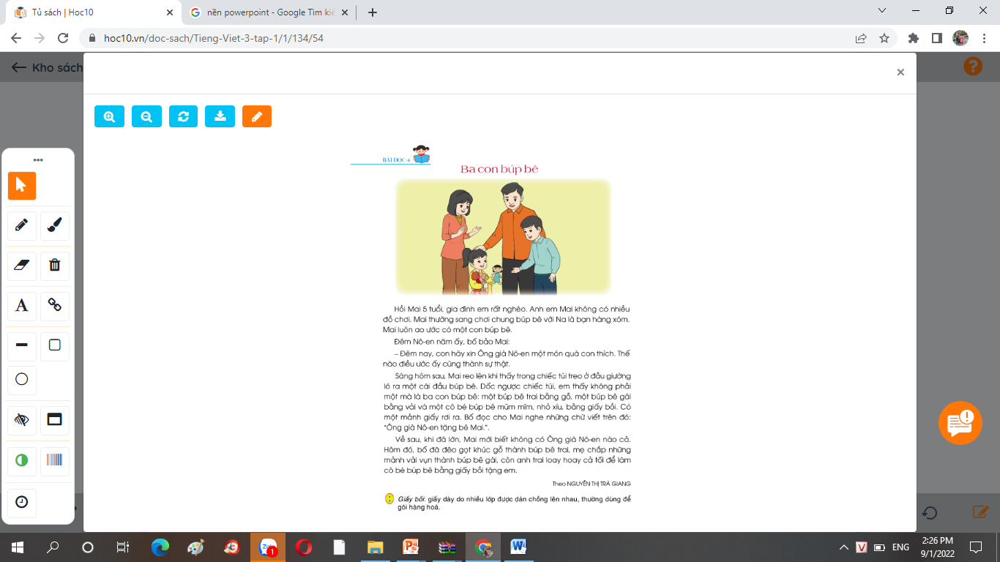 Tủ sách | Hoc10
nền powerpoint - Google Tìm kiế
hoc10.vn/doc-sach/Tieng-Viet-3-tap-1/1/134/54
Kho sách
BÀI ĐỌC 4
Ba con búp bê
Hồi Mai 5 tuổi, gia đình em rất nghèo. Anh em Mai không có nhiều
đồ chơi. Mai thường sang chơi chung búp bê với Na là bạn hàng xóm.
Mai luôn ao ước có một con búp bê.
Đêm Nô-en năm ấy, bố bảo Mai:
– Đêm nay, con hãy xin Ông già Nô-en một món quà con thích. Thế
nào điều ước ấy cũng thành sự thật.
Sáng hôm sau, Mai reo lên khi thấy trong chiếc túi treo ở đầu giường
ló ra một cái đầu búp bê. Dốc ngược chiếc túi, em thấy không phải
một mà là ba con búp bê: một búp bê trai bằng gỗ, một búp bê gái
bằng vải và một cô bé búp bê mũm mĩm, nhỏ xíu, bằng giấy bồi. Có
một mảnh giấy rơi ra. Bố đọc cho Mai nghe những chữ viết trên đó:
“Ông già Nô-en tặng bé Mai.”.
Về sau, khi đã lớn, Mai mới biết không có Ông già Nô-en nào cả.
Hôm đó, bố đã đẽo gọt khúc gỗ thành búp bê trai, mẹ chắp những
mảnh vải vụn thành búp bê gái, còn anh trai loay hoay cả tối để làm
cô bé búp bê bằng giấy bồi tặng em.
Theo NGUYỄN THỊ TRÀ GIANG
Giấy bồi: giấy dày do nhiều lớp được dán chồng lên nhau, thường dùng để
gói hàng hoá.
A
Zalo
1
ENG
2:26 PM
9/1/2022